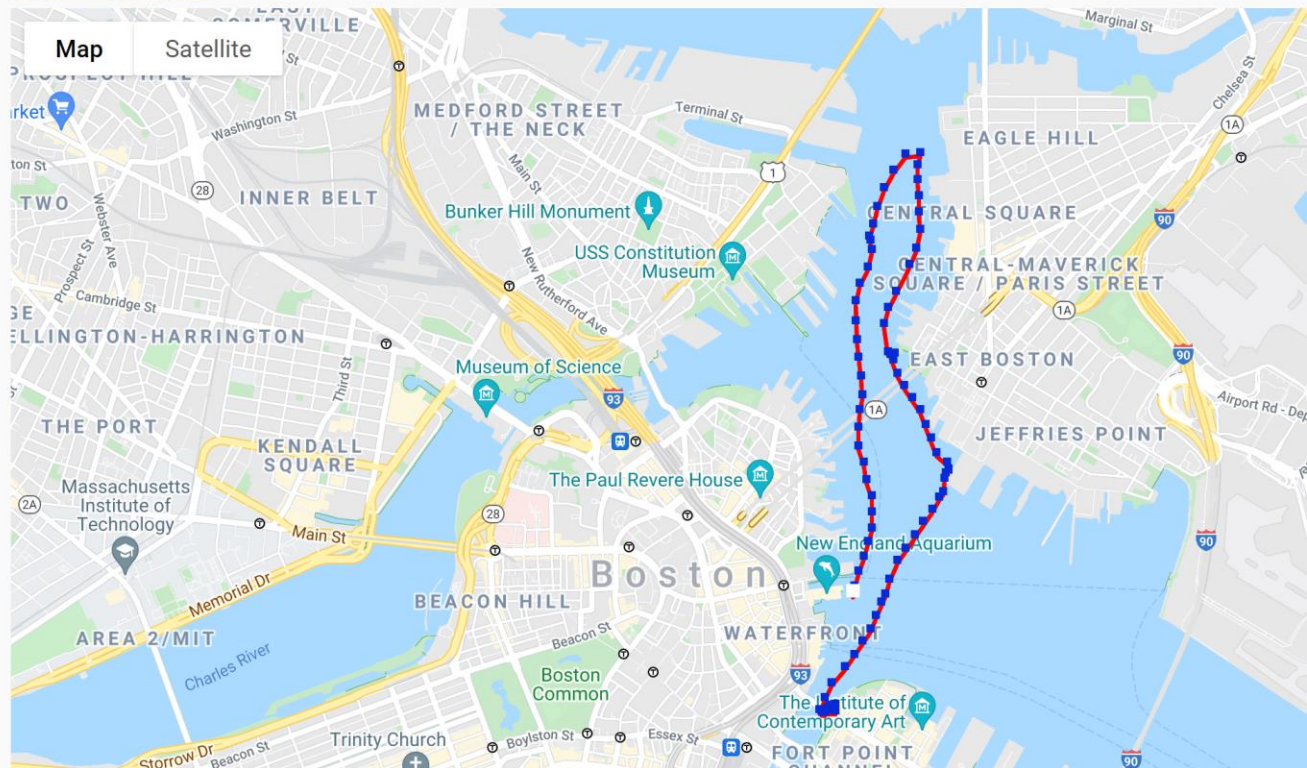 EAST
SOMERVILLE
Map
Satellite
PROSPECT HILL
arket
Washington St
MEDFORD STREET
/ THE NECK
Terminal St
Marginal St
Chelsea St
1A
EAGLE HILL
1
Main St
ton St
28
TWO
INNER BELT
Webster Ave
Prospect St
Bunker Hill Monument
USS Constitution
Museum
CENTRAL SQUARE
90
CENTRAL-MAVERICK
SQUARE / PARIS STREET
New Rutherford Ave
Cambridge St
GE
ELLINGTON-HARRINGTON
1A
EAST BOSTON
90
Third St
Museum of Science
93
1A
Airport Rd - Dep
THE PORT
KENDALL
SQUARE
JEFFRIES POINT
The Paul Revere House
Massachusetts
Institute of
Technology
2A
28
Main St
New England Aquarium
90
Boston
Memorial Dr
BEACON HILL
AREA 2/MIT
Beacon St
WATERFRONT
Charles River
Boston
Common
93
The In titute of
Contemporary Art
Trinity Church
Boylston St
Essex St
Storrow Dr
Beacon St
FORT POINT
CHANNEL
90